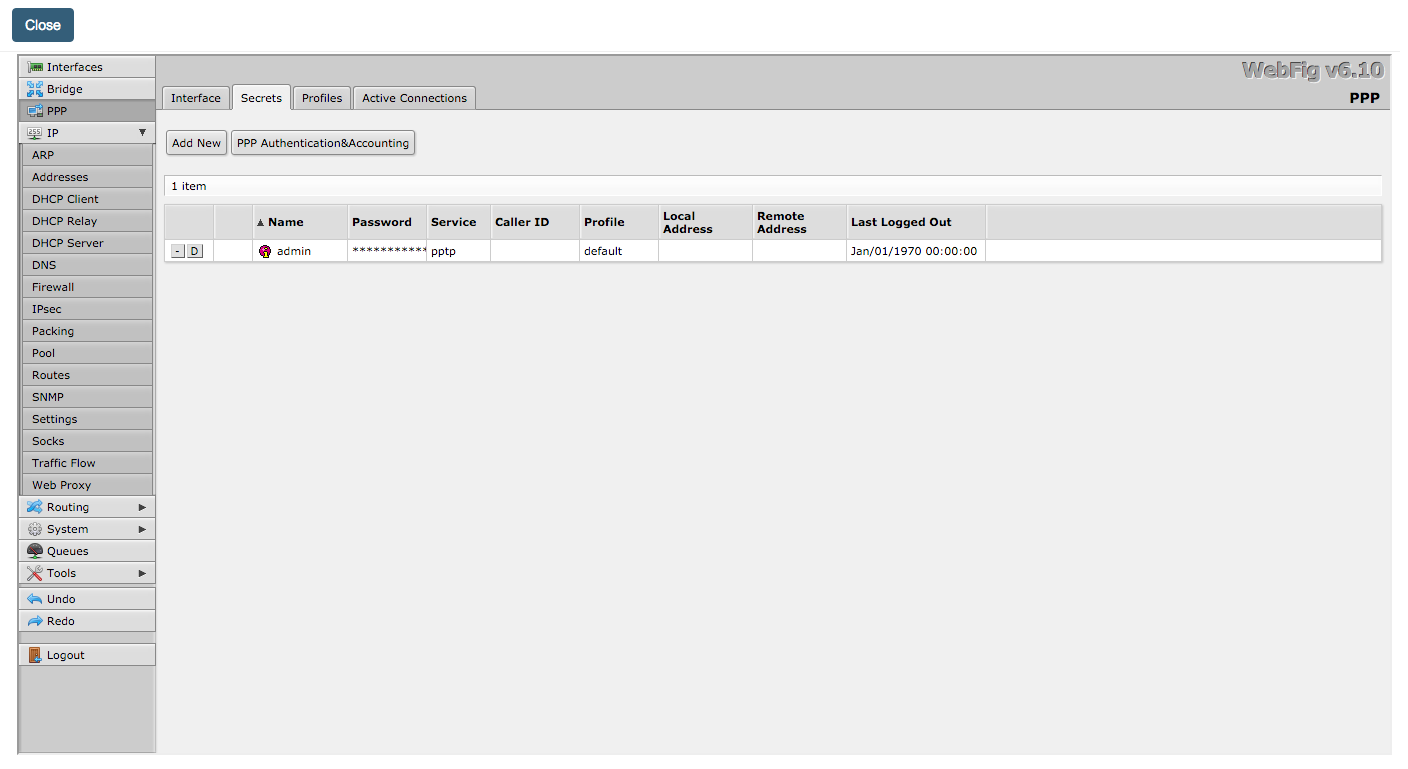 Close
WebFig v6.10
PPP
Interfaces
Bridge
PPP
IP ▼
ARP
Addresses
DHCP Client
DHCP Relay
DHCP Server
DNS
Firewall
IPsec
Packing
Pool
Routes
SNMP
Settings
Socks
Traffic Flow
Web Proxy
Routing ▶
System ▶
Queues
Tools ▶
Undo
Redo
Logout
Interface Secrets Profiles Active Connections
Add New PPP Authentication&Accounting
1 item
▲ Name Password Service Caller ID Profile Local Address Remote Address Last Logged Out
- D admin *********** pptp default Jan/01/1970 00:00:00